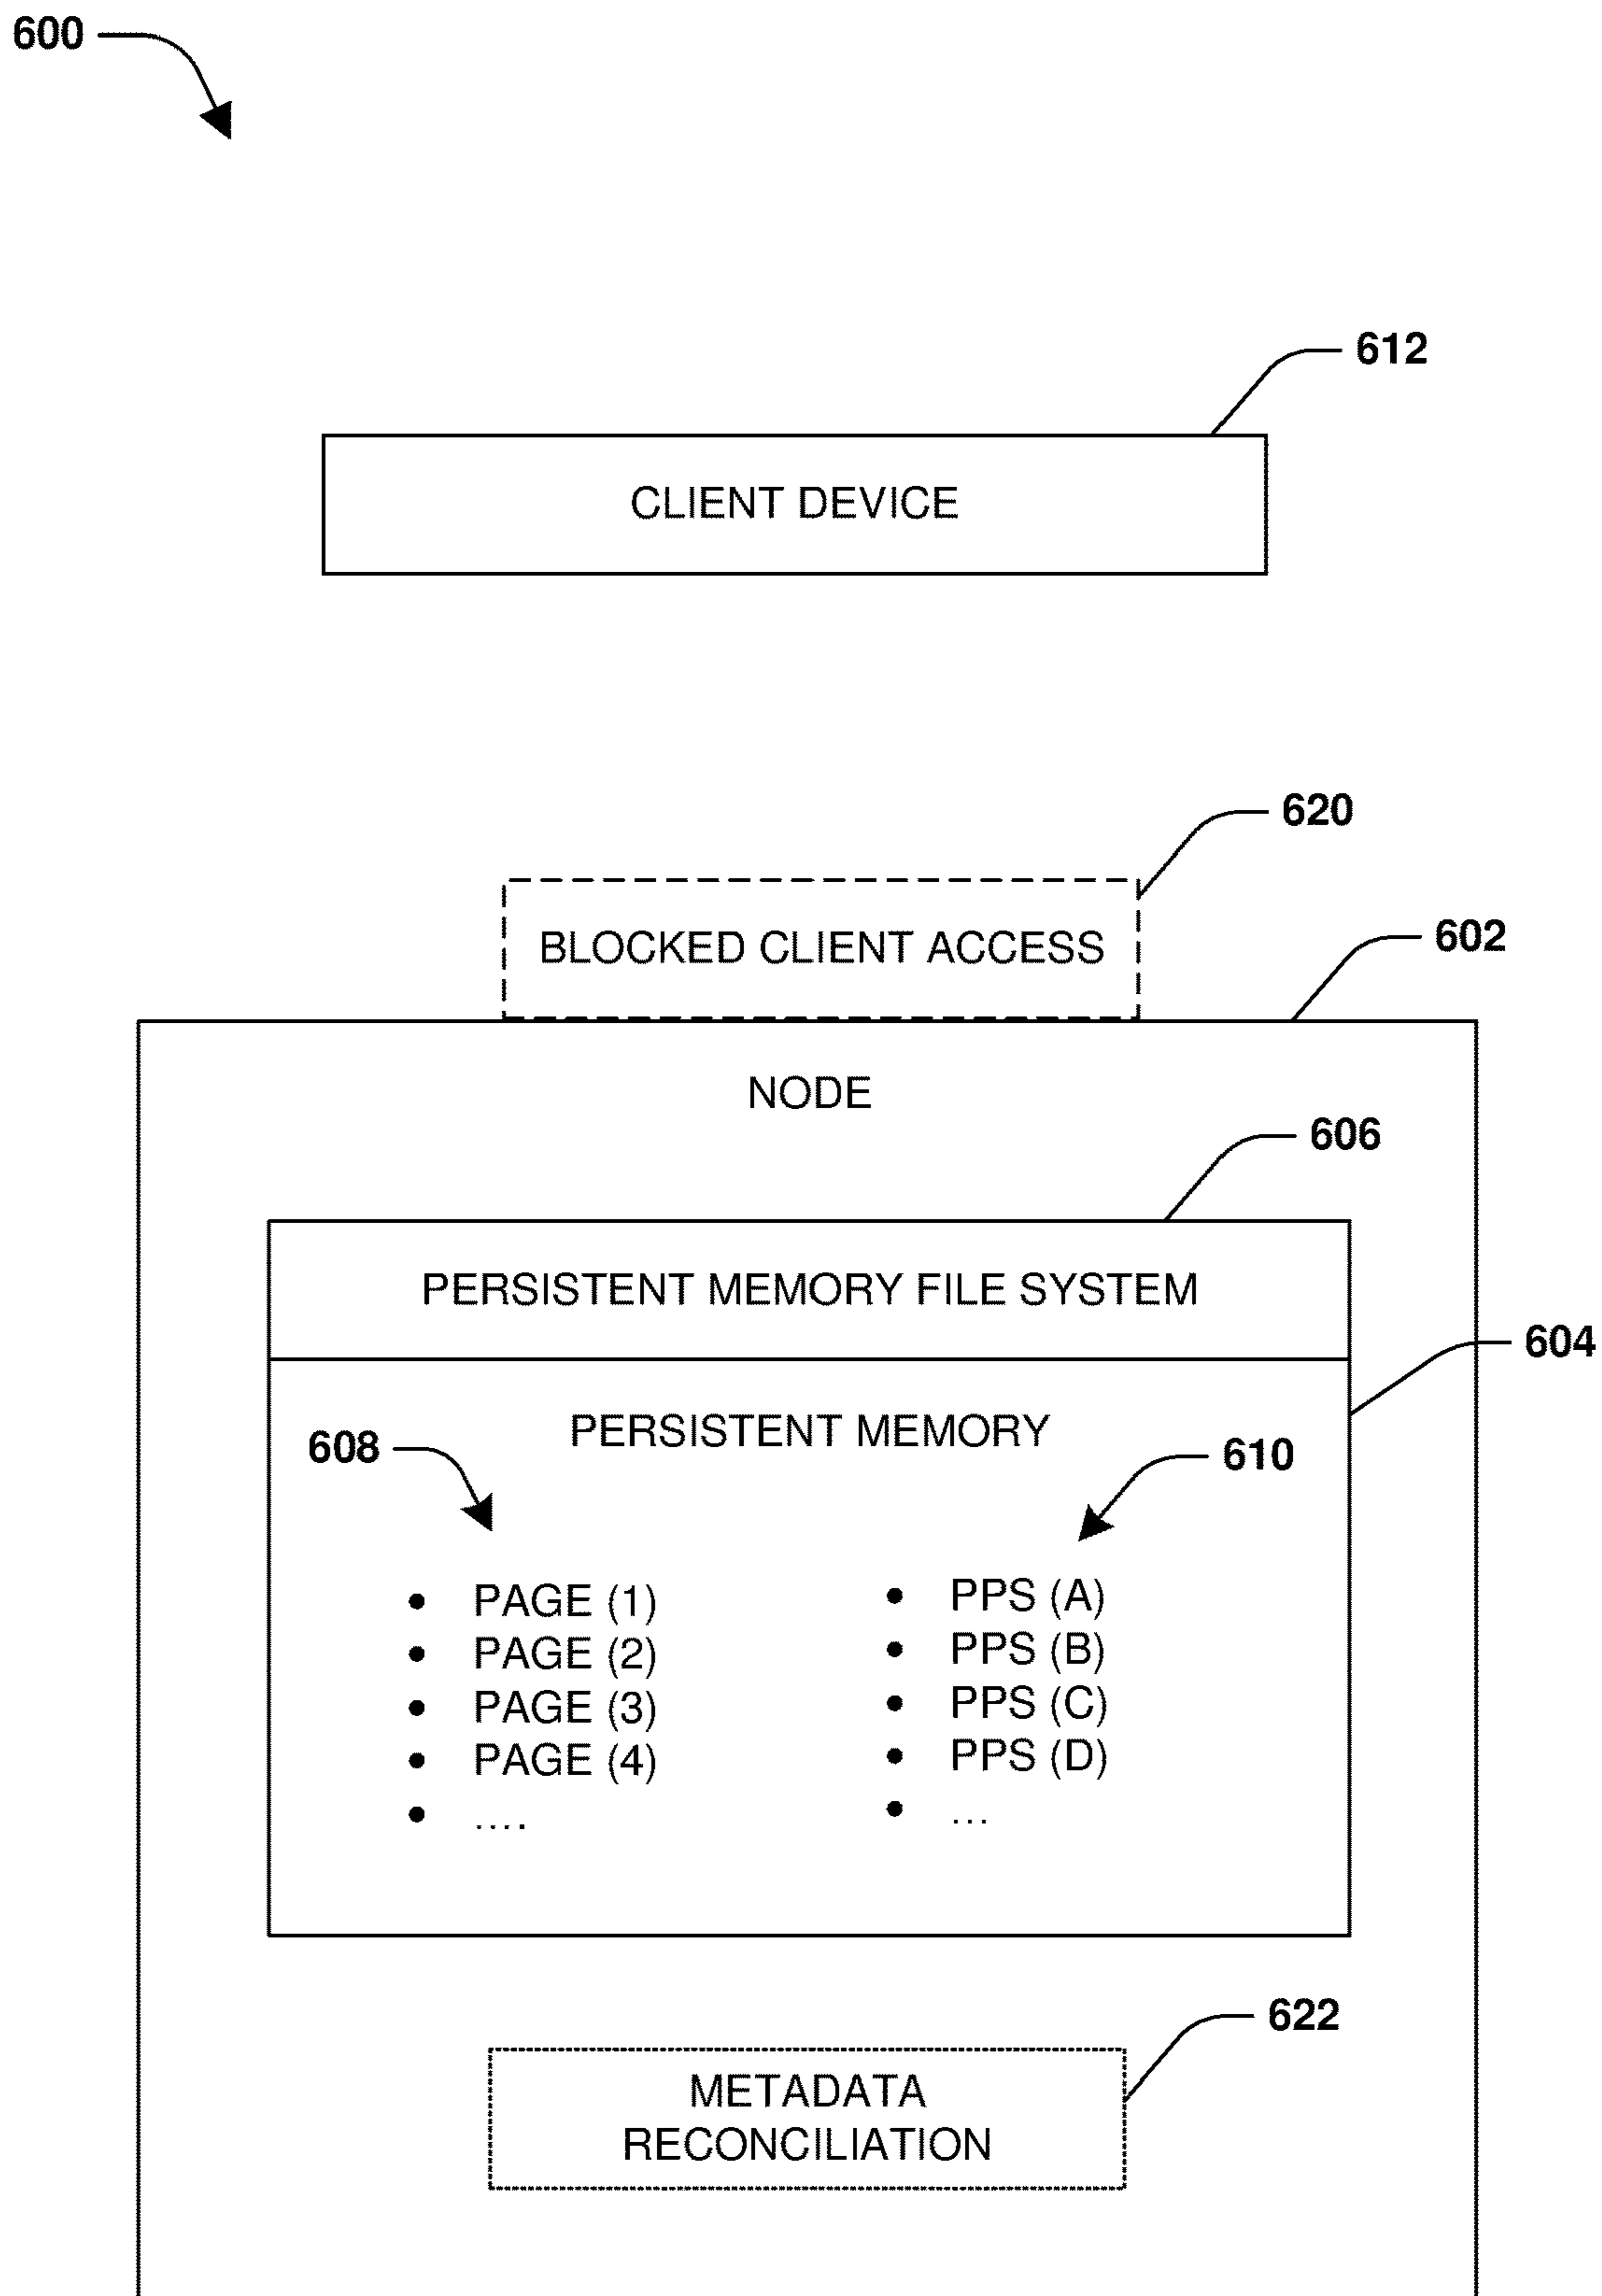 600
612
CLIENT DEVICE
620
BLOCKED CLIENT ACCESS
602
NODE
606
PERSISTENT MEMORY FILE SYSTEM
604
PERSISTENT MEMORY
608
610
• PAGE (1)
• PAGE (2)
• PAGE (3)
• PAGE (4)
• ....
• PPS (A)
• PPS (B)
• PPS (C)
• PPS (D)
• ...
622
METADATA
RECONCILIATION